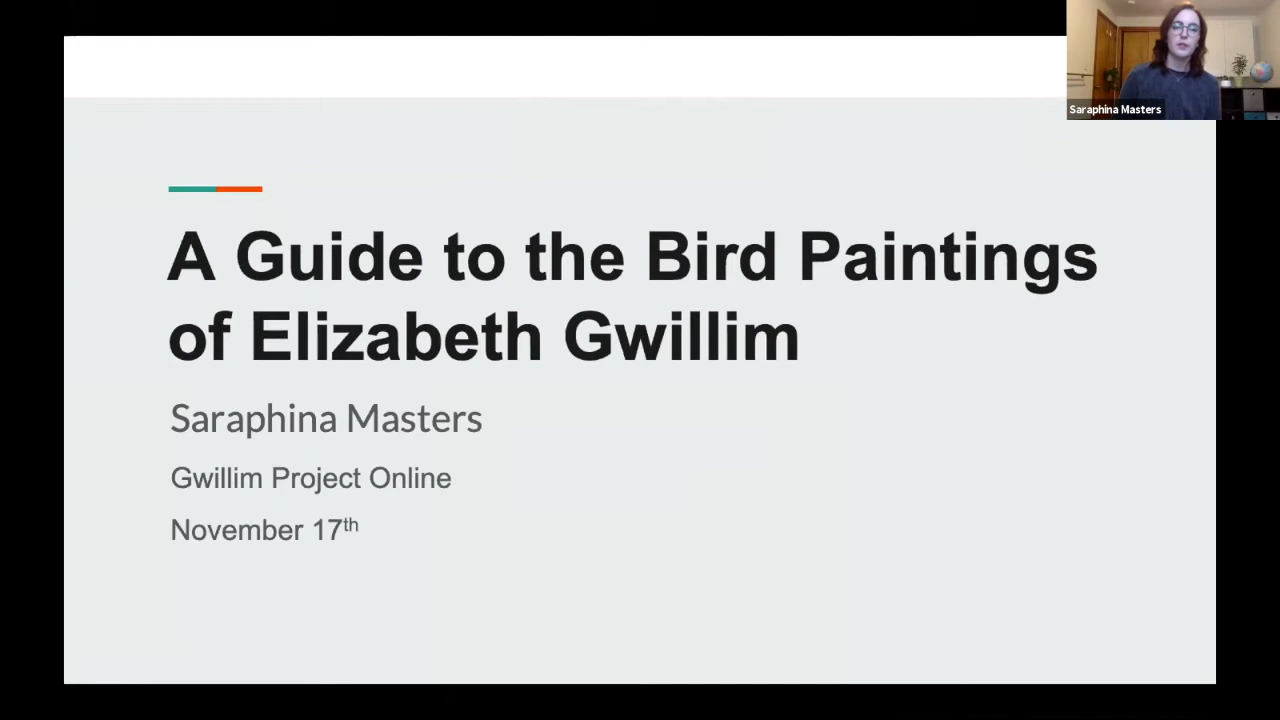 Saraphina Masters
A Guide to the Bird Paintings
of Elizabeth Gwillim
Saraphina Masters
Gwillim Project Online
November 17th